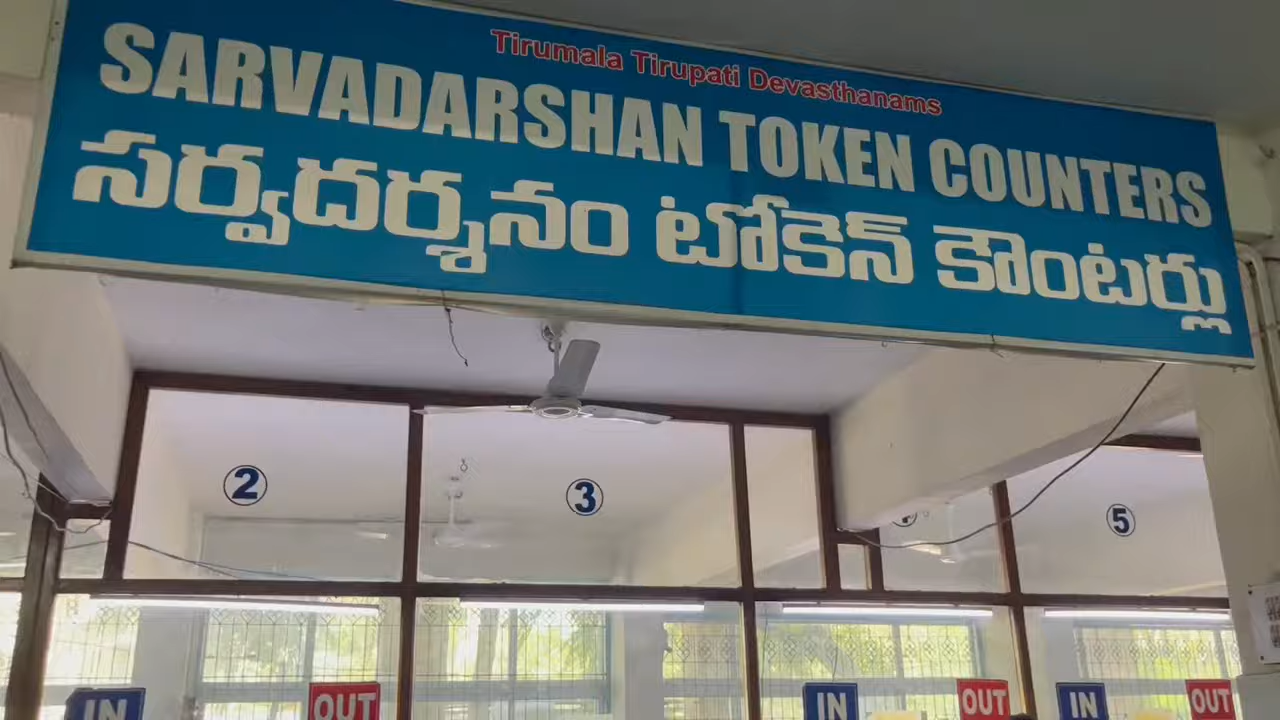 Tirumala Tirupati Devasthanams
SARVADARSHAN TOKEN COUNTERS
సర్వదర్శనం టోకెన్ కౌంటర్లు
2
3
5
IN
OUT
IN
OUT
IN
OUT